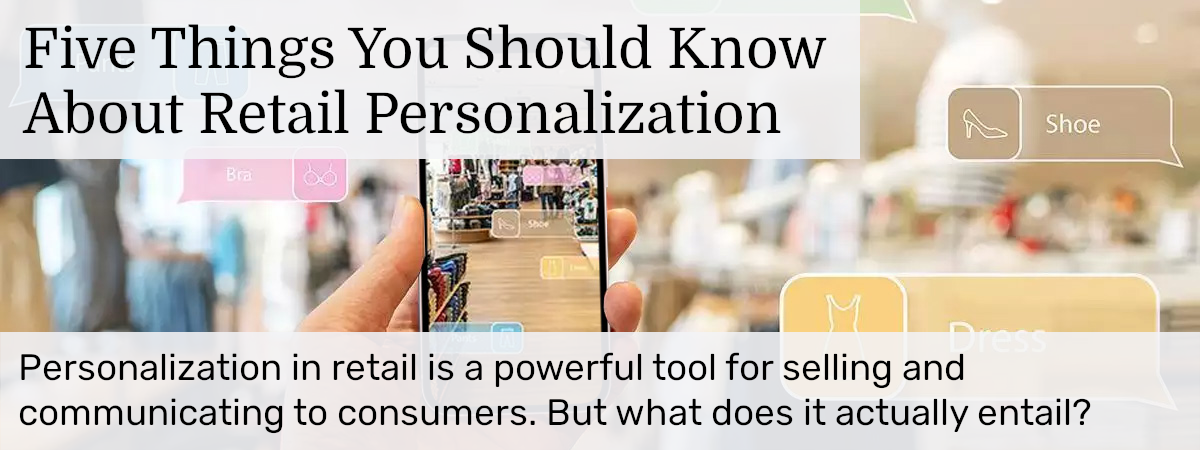 Five Things You Should Know
About Retail Personalization
Shoe
Bra
Shoe
Dress
Personalization in retail is a powerful tool for selling and
communicating to consumers. But what does it actually entail?